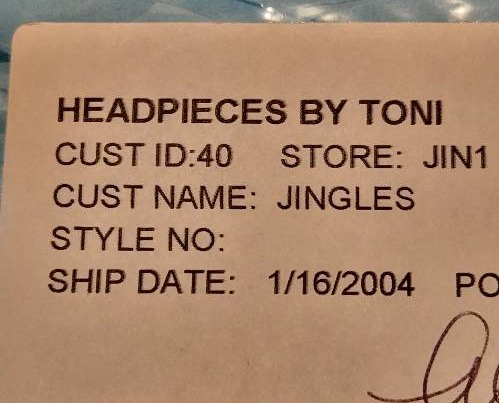 HEADPIECES BY TONI
CUST ID:40 STORE: JIN1
CUST NAME: JINGLES
STYLE NO:
SHIP DATE: 1/16/2004 PO